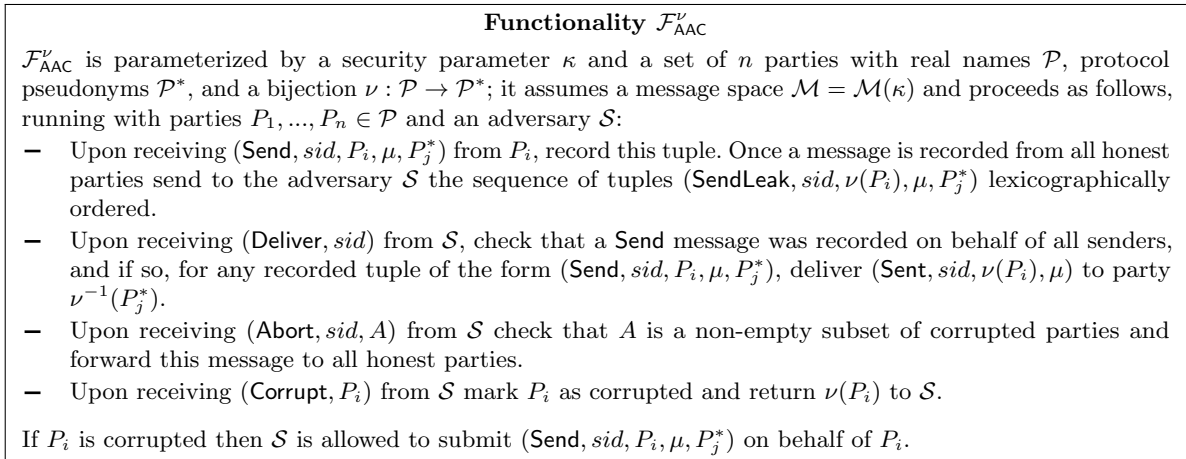 Functionality $\mathcal{F}^{\nu}_{\mathsf{AAC}}$
$\mathcal{F}^{\nu}_{\mathsf{AAC}}$ is parameterized by a security parameter $\kappa$ and a set of $n$ parties with real names $\mathcal{P}$, protocol
pseudonyms $\mathcal{P}^*$, and a bijection $\nu : \mathcal{P} \to \mathcal{P}^*$; it assumes a message space $\mathcal{M} = \mathcal{M}(\kappa)$ and proceeds as follows,
running with parties $P_1, ..., P_n \in \mathcal{P}$ and an adversary $\mathcal{S}$:
– Upon receiving $(\mathsf{Send}, sid, P_i, \mu, P_j^*)$ from $P_i$, record this tuple. Once a message is recorded from all honest
parties send to the adversary $\mathcal{S}$ the sequence of tuples $(\mathsf{SendLeak}, sid, \nu(P_i), \mu, P_j^*)$ lexicographically
ordered.
– Upon receiving $(\mathsf{Deliver}, sid)$ from $\mathcal{S}$, check that a $\mathsf{Send}$ message was recorded on behalf of all senders,
and if so, for any recorded tuple of the form $(\mathsf{Send}, sid, P_i, \mu, P_j^*)$, deliver $(\mathsf{Sent}, sid, \nu(P_i), \mu)$ to party
$\nu^{-1}(P_j^*)$.
– Upon receiving $(\mathsf{Abort}, sid, A)$ from $\mathcal{S}$ check that $A$ is a non-empty subset of corrupted parties and
forward this message to all honest parties.
– Upon receiving $(\mathsf{Corrupt}, P_i)$ from $\mathcal{S}$ mark $P_i$ as corrupted and return $\nu(P_i)$ to $\mathcal{S}$.
If $P_i$ is corrupted then $\mathcal{S}$ is allowed to submit $(\mathsf{Send}, sid, P_i, \mu, P_j^*)$ on behalf of $P_i$.